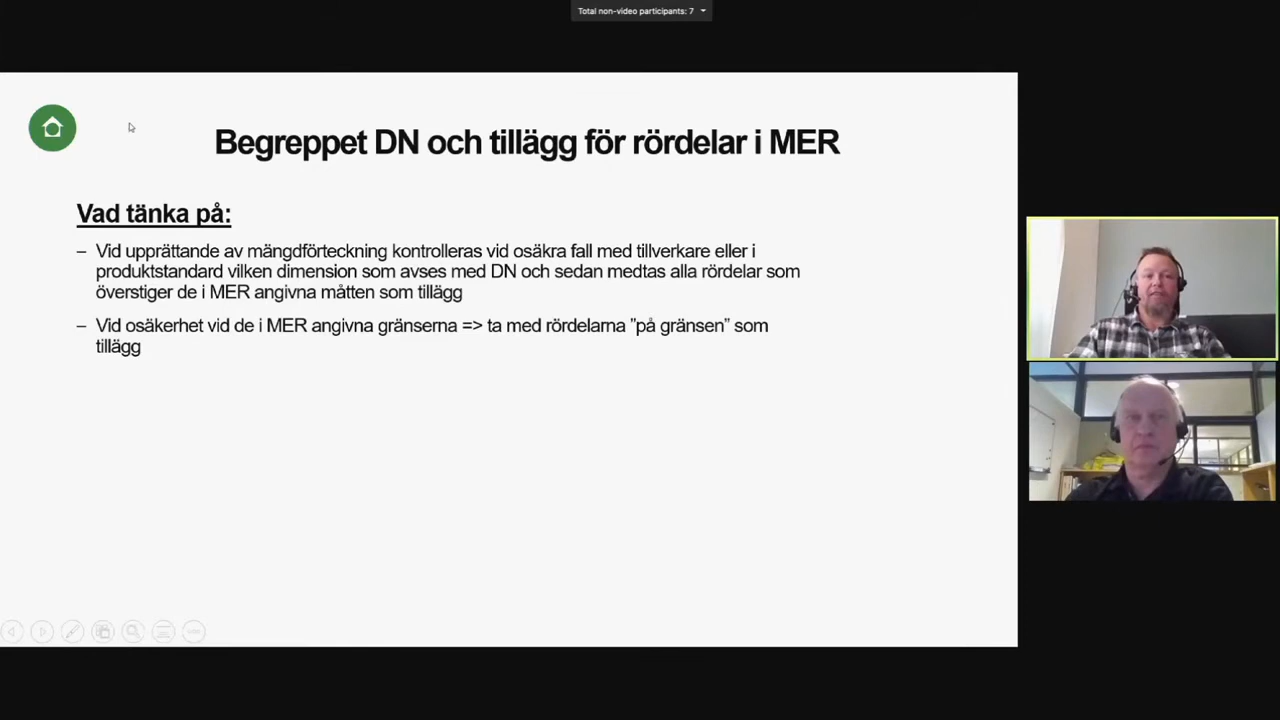 Total non-video participants: 7
Begreppet DN och tillägg för rördelar i MER
Vad tänka på:
– Vid upprättande av mängdförteckning kontrolleras vid osäkra fall med tillverkare eller i
produktstandard vilken dimension som avses med DN och sedan medtas alla rördelar som
överstiger de i MER angivna måtten som tillägg
– Vid osäkerhet vid de i MER angivna gränserna => ta med rördelarna ”på gränsen” som
tillägg